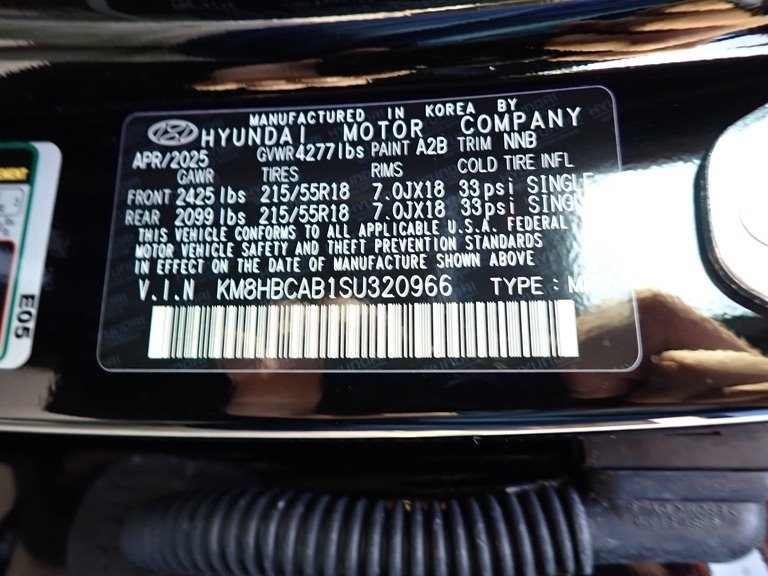 MANUFACTURED IN KOREA BY
HYUNDAI MOTOR COMPANY
APR/2025 GVWR 4277lbs PAINT A2B TRIM NNB
GAWR TIRES RIMS COLD TIRE INFL
FRONT 2425 lbs 215/55R18 7.0JX18 33psi SINGLE
REAR 2099 lbs 215/55R18 7.0JX18 33psi
THIS VEHICLE CONFORMS TO ALL APPLICABLE U.S.A. FEDERAL
MOTOR VEHICLE SAFETY AND THEFT PREVENTION STANDARDS
IN EFFECT ON THE DATE OF MANUFACTURE SHOWN ABOVE
V.I.N KM8HBCAB1SU320966 TYPE :
E05